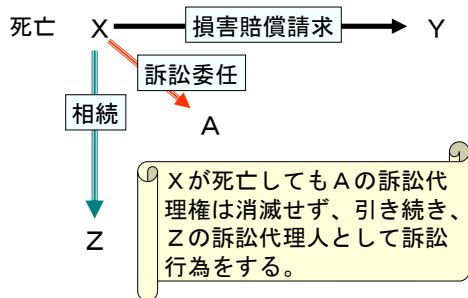 死亡 X 損害賠償請求 Y
訴訟委任
相続
A
Xが死亡してもAの訴訟代
理権は消滅せず、引き続き、
Zの訴訟代理人として訴訟
行為をする。
Z